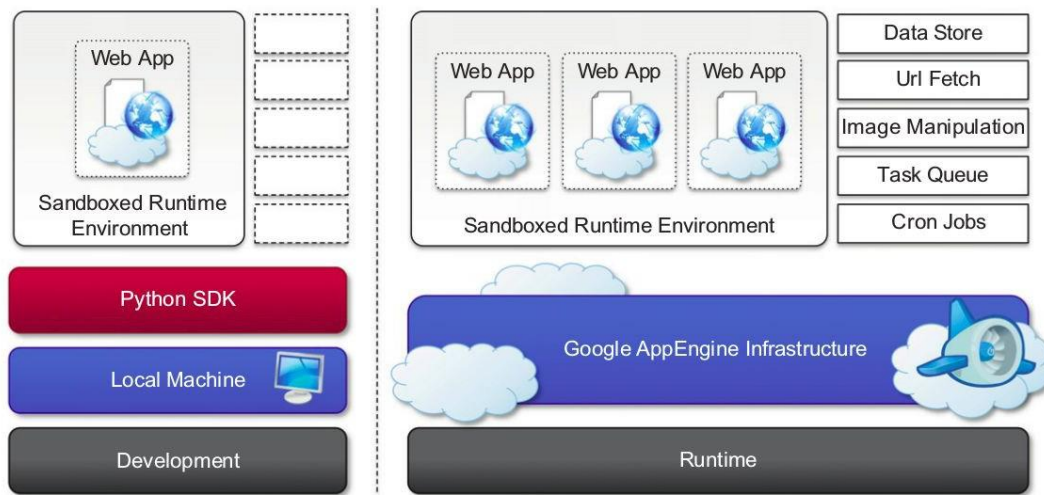 Web App
Sandboxed Runtime
Environment
Python SDK
Local Machine
Development
Web App
Web App
Web App
Sandboxed Runtime Environment
Data Store
Url Fetch
Image Manipulation
Task Queue
Cron Jobs
Google AppEngine Infrastructure
Runtime